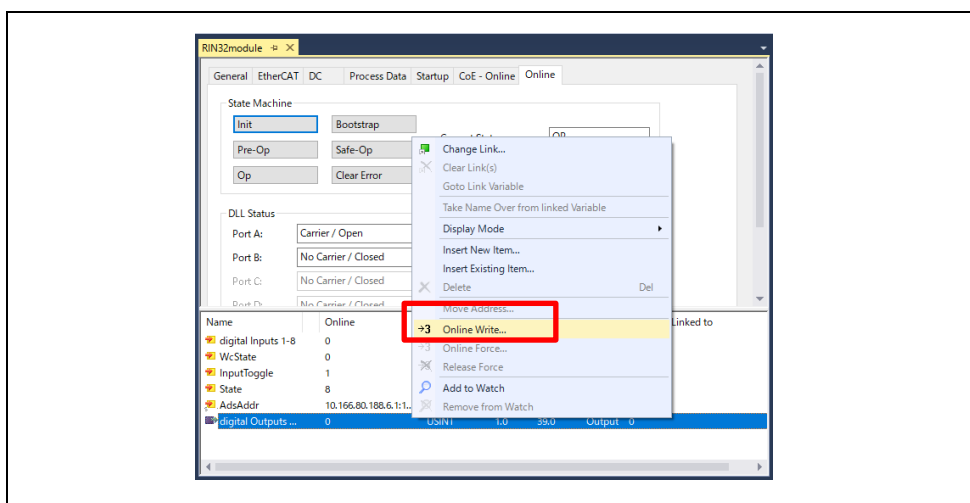 RIN32module
General EtherCAT DC Process Data Startup CoE - Online Online
State Machine
Init Bootstrap
Pre-Op Safe-Op
Op Clear Error
OP
DLL Status
Port A: Carrier / Open
Port B: No Carrier / Closed
Port C: No Carrier / Closed
Port D: No Carrier / Closed
Change Link...
Clear Link(s)
Goto Link Variable
Take Name Over from linked Variable
Display Mode
Insert New Item...
Insert Existing Item...
Delete Del
Move Address...
Online Write...
Online Force...
Release Force
Add to Watch
Remove from Watch
Name Online Linked to
digital Inputs 1-8 0
WcState 0
InputToggle 1
State 8
AdsAddr 10.166.80.188.6.1:1...
digital Outputs ... 0 USINT 1.0 39.0 Output 0